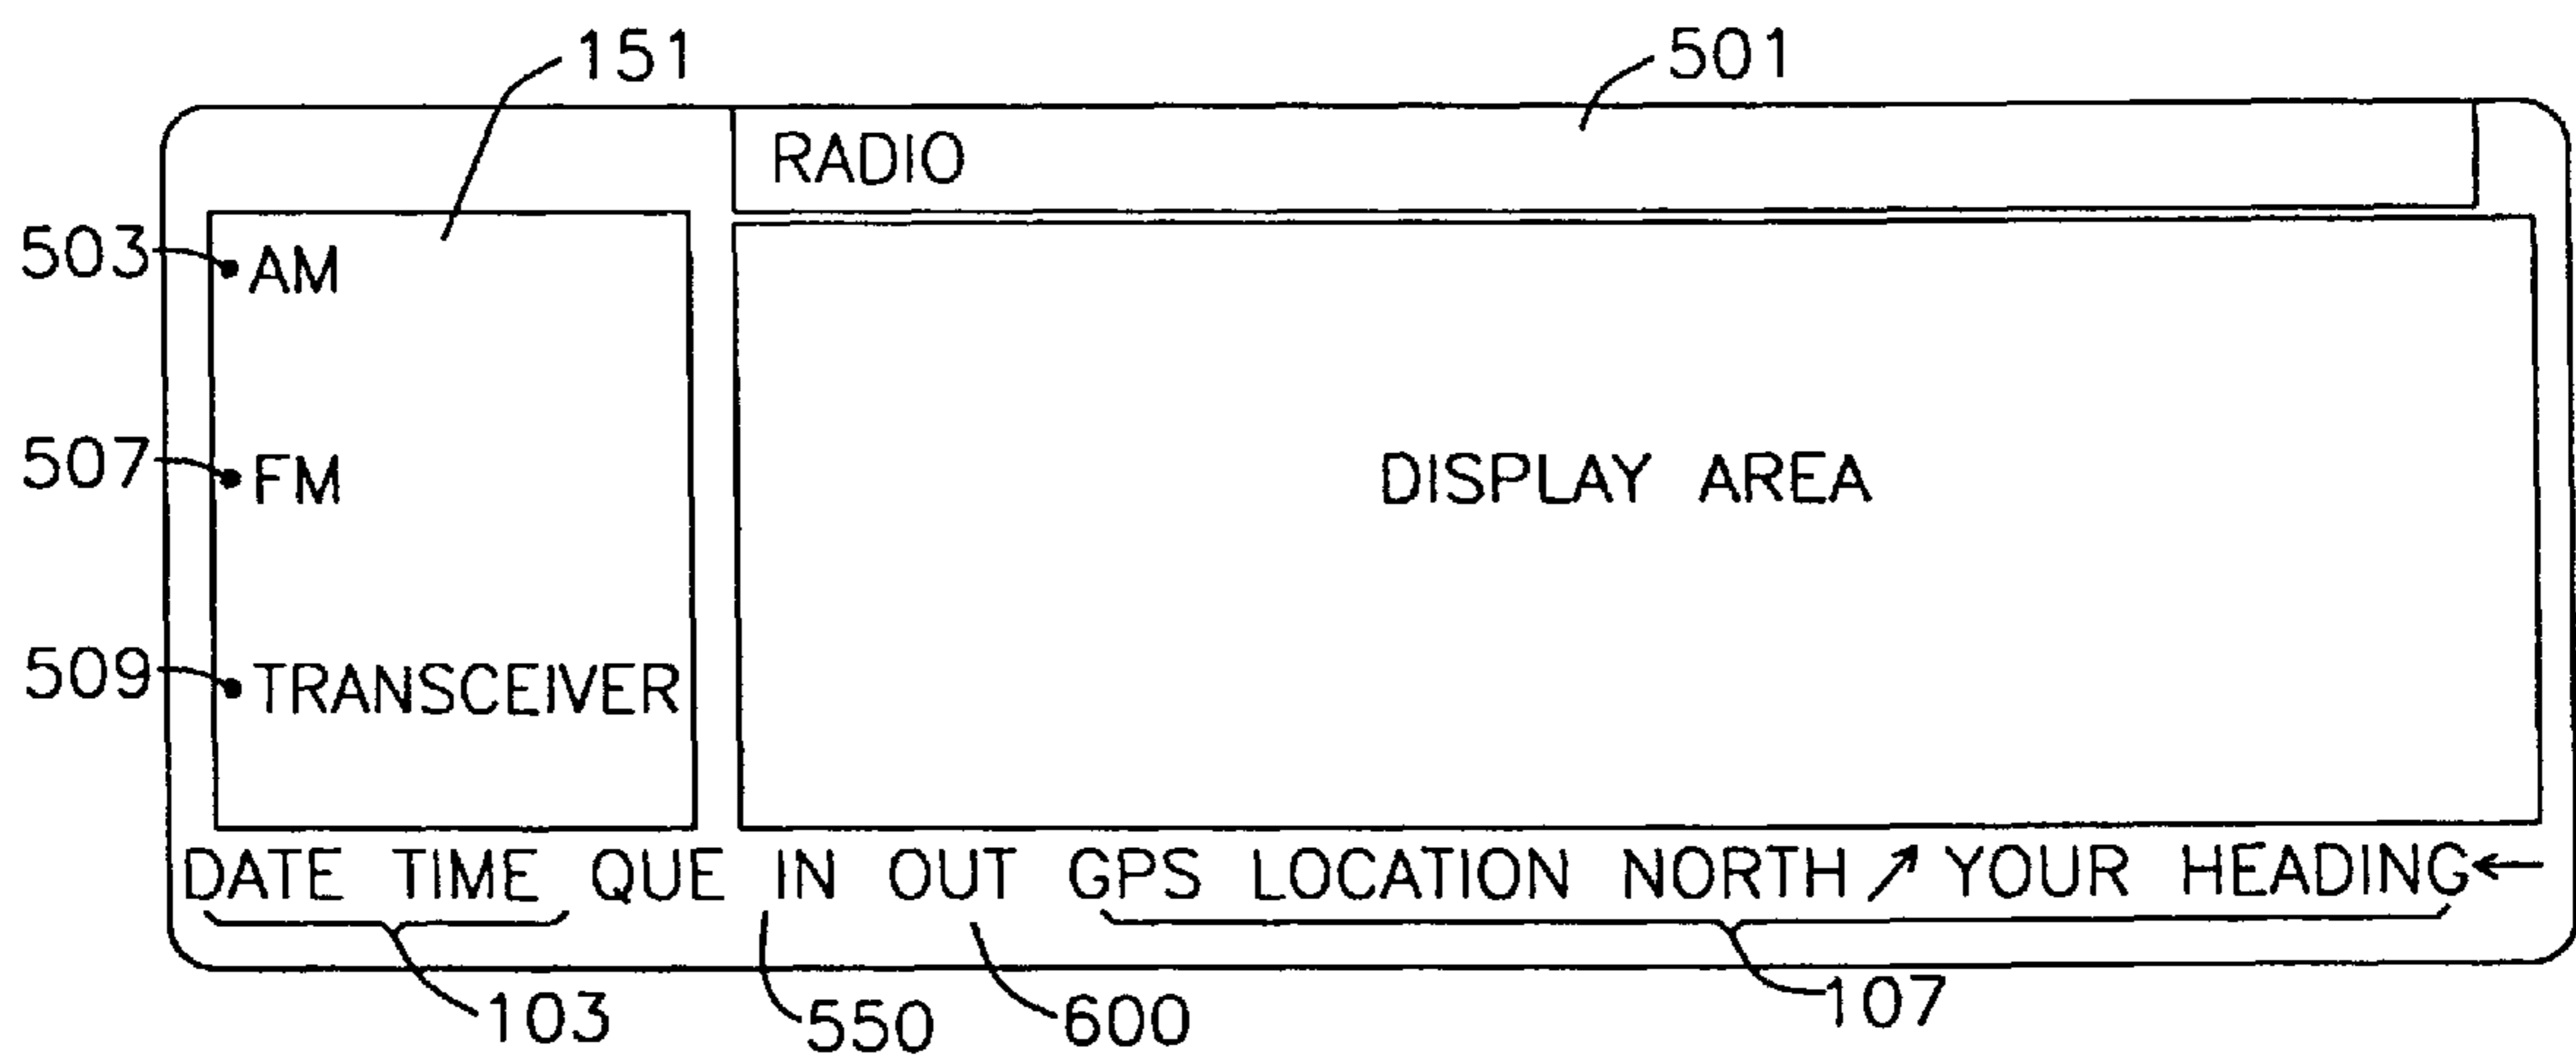 151
501
RADIO
503 AM
507 FM
DISPLAY AREA
509 TRANSCEIVER
DATE TIME QUE IN OUT GPS LOCATION NORTH ↗ YOUR HEADING ←
103
550
600
107